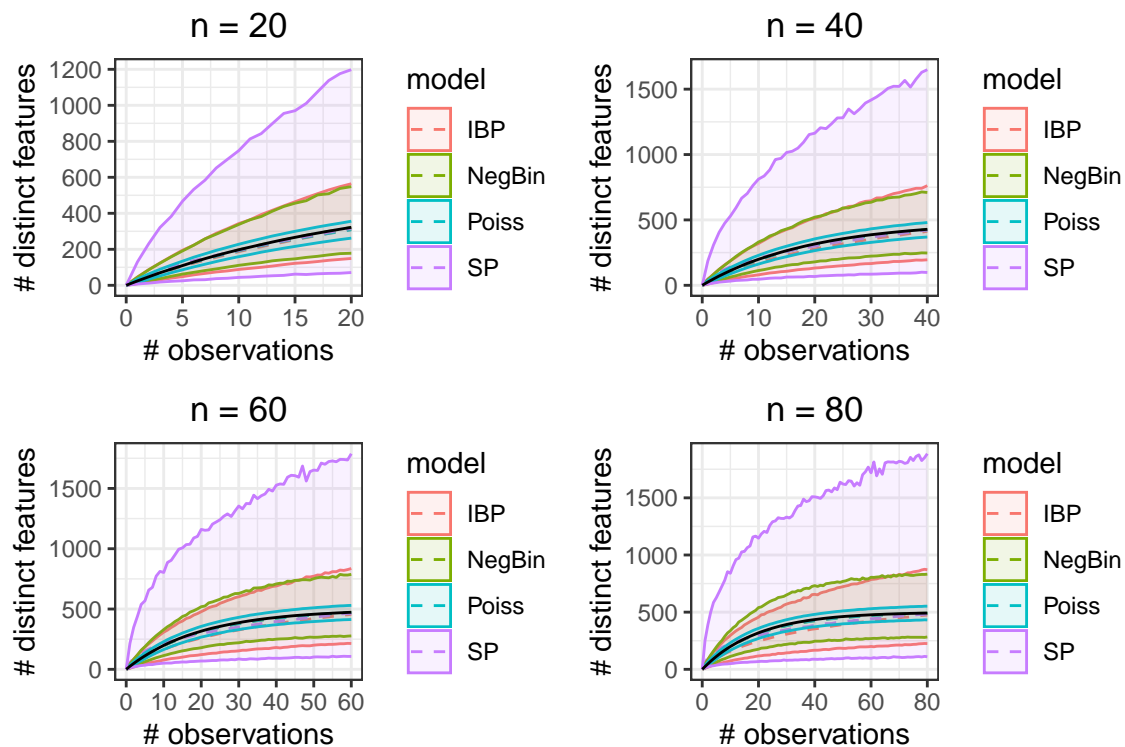 n = 20
# distinct features
1200
1000
800
600
400
200
0
0 5 10 15 20
# observations
model
IBP
NegBin
Poiss
SP
n = 40
# distinct features
1500
1000
500
0
0 10 20 30 40
# observations
model
IBP
NegBin
Poiss
SP
n = 60
# distinct features
1500
1000
500
0
0 10 20 30 40 50 60
# observations
model
IBP
NegBin
Poiss
SP
n = 80
# distinct features
1500
1000
500
0
0 20 40 60 80
# observations
model
IBP
NegBin
Poiss
SP